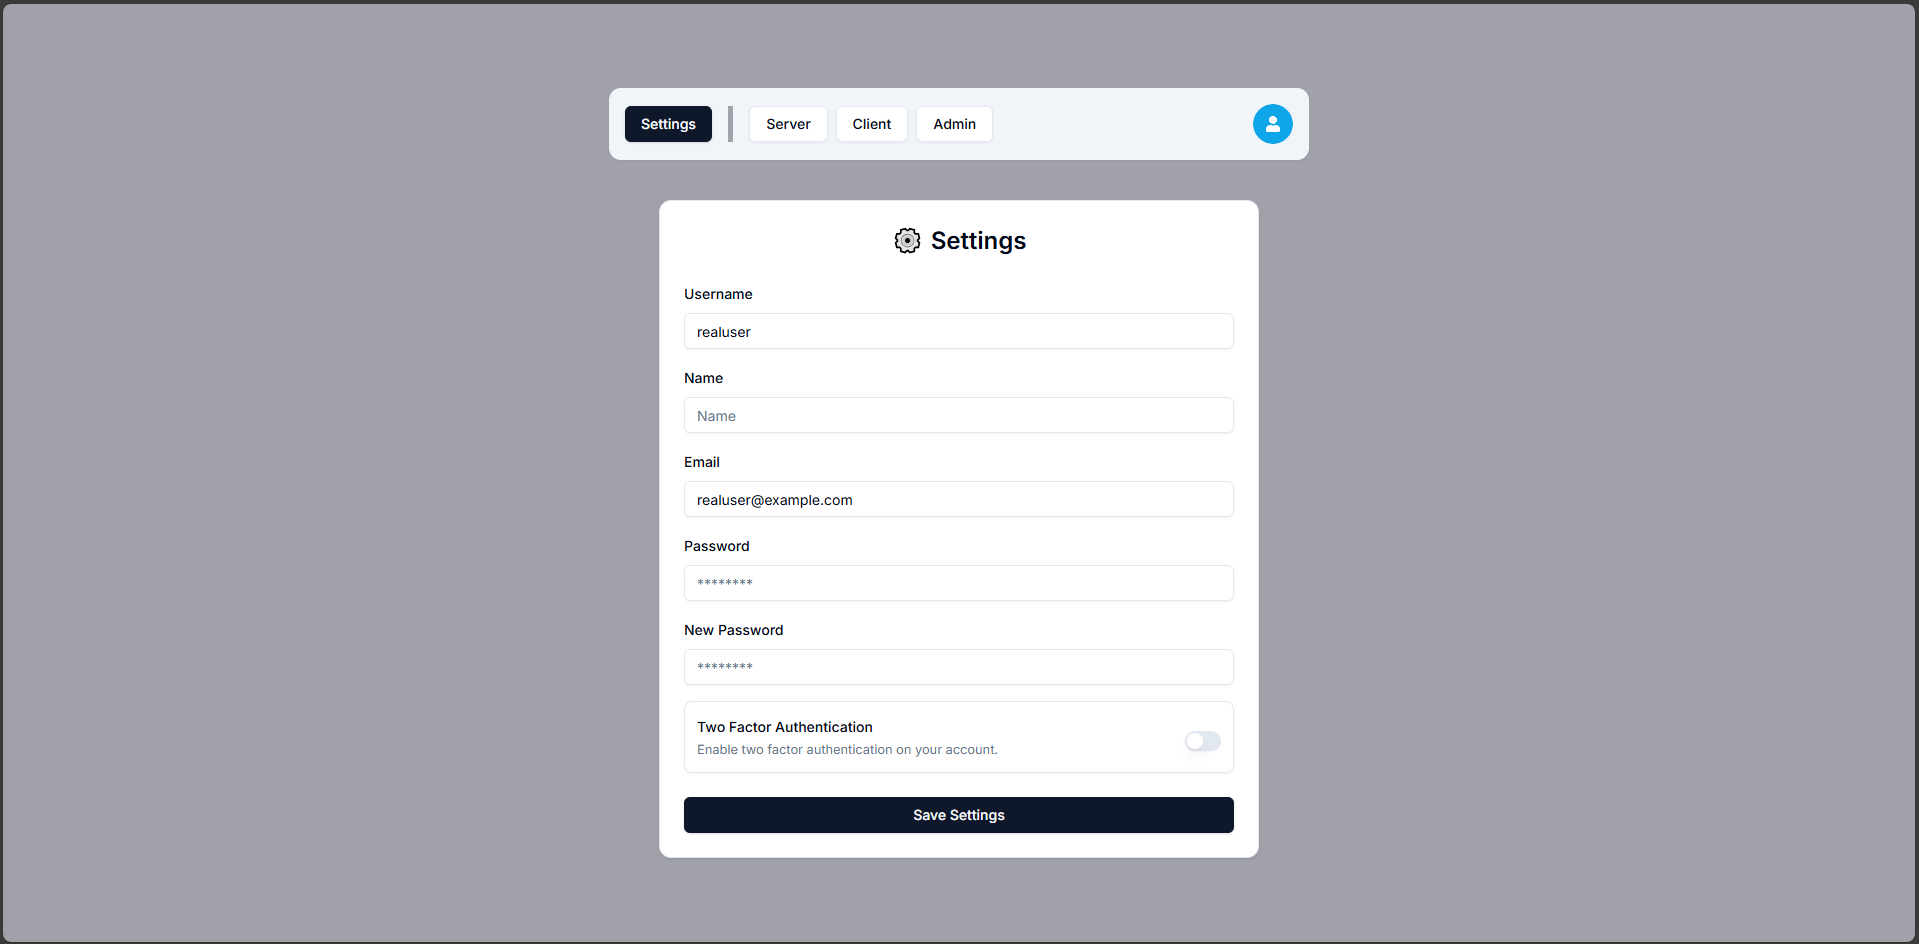 Settings
Server
Client
Admin
Settings
Username
realuser
Name
Name
Email
realuser@example.com
Password
********
New Password
********
Two Factor Authentication
Enable two factor authentication on your account.
Save Settings